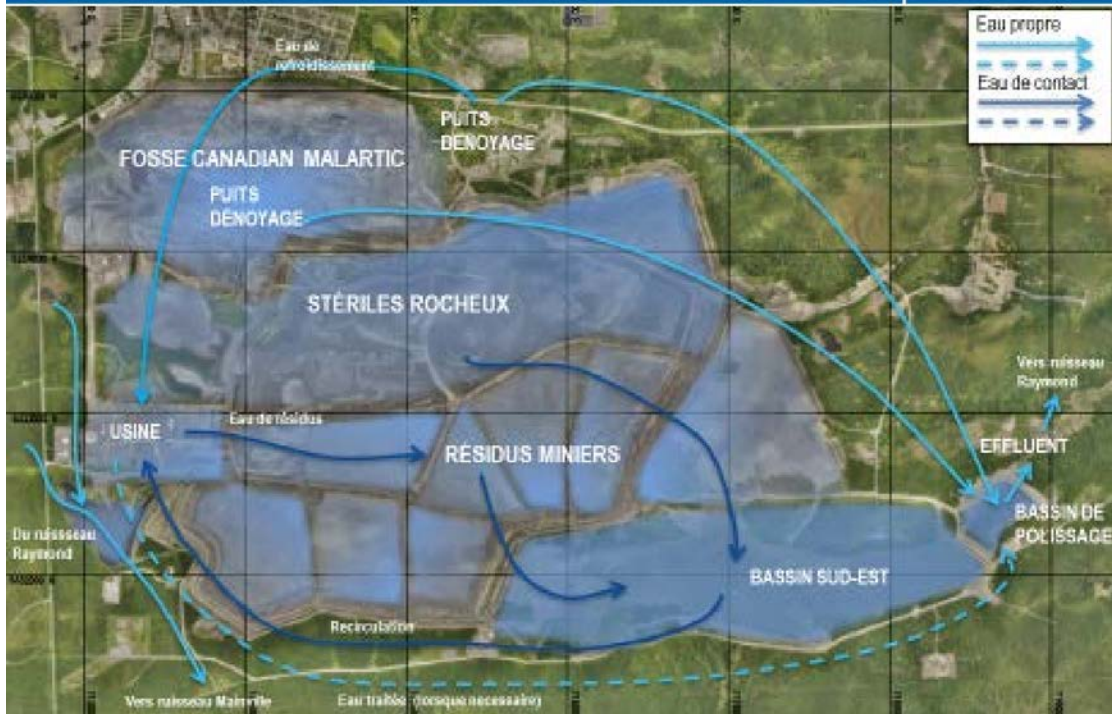 Eau propre
Eau de contact
Eau de
refroidissement
PUITS
DÉNOYAGE
FOSSE CANADIAN MALARTIC
PUITS
DÉNOYAGE
STÉRILES ROCHEUX
Vers ruisseau
Raymond
Eau de résidus
USINE
RÉSIDUS MINIERS
EFFLUENT
BASSIN DE
POLISSAGE
Du ruisseau
Raymond
BASSIN SUD-EST
Recirculation
Vers ruisseau Mainville
Eau traitée (lorsque necessaire)